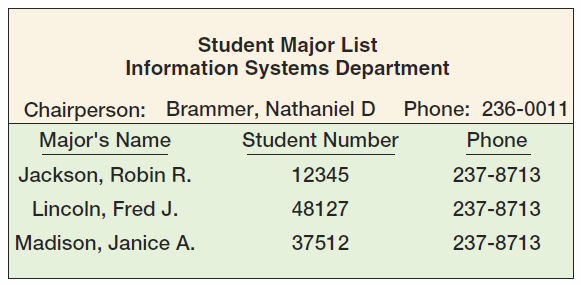 Student Major List
Information Systems Department
Chairperson: Brammer, Nathaniel D Phone: 236-0011
Major's Name Student Number Phone
Jackson, Robin R. 12345 237-8713
Lincoln, Fred J. 48127 237-8713
Madison, Janice A. 37512 237-8713